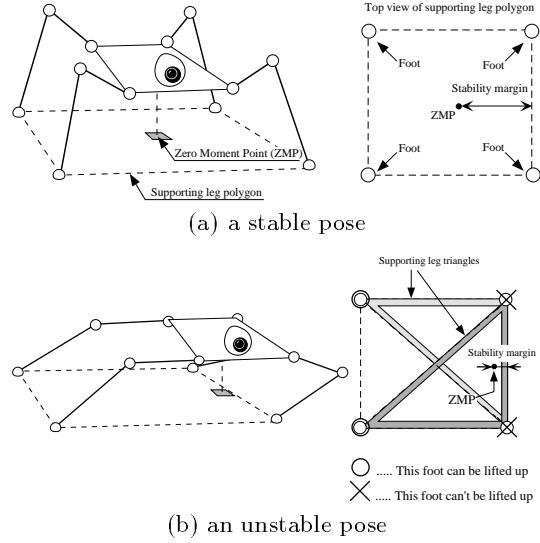 Top view of supporting leg polygon
Foot
Foot
Stability margin
ZMP
Foot
Foot
Zero Moment Point (ZMP)
Supporting leg polygon
(a) a stable pose
Supporting leg triangles
Stability margin
ZMP
..... This foot can be lifted up
..... This foot can't be lifted up
(b) an unstable pose